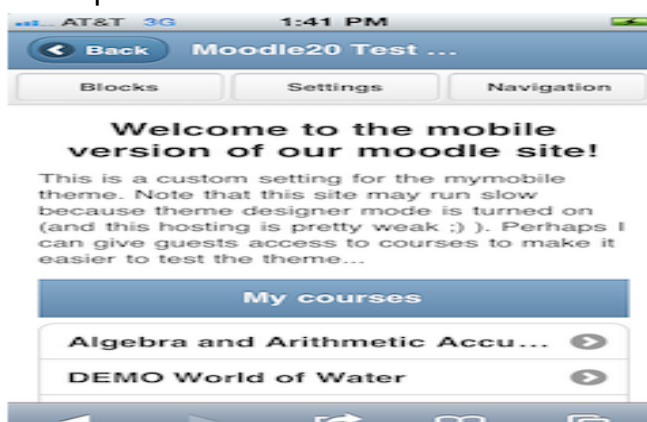 AT&T 3G 1:41 PM
Back Moodle20 Test ...
Blocks Settings Navigation
Welcome to the mobile
version of our moodle site!
This is a custom setting for the mymobile
theme. Note that this site may run slow
because theme designer mode is turned on
(and this hosting is pretty weak ;) ). Perhaps I
can give guests access to courses to make it
easier to test the theme...
My courses
Algebra and Arithmetic Accu...
DEMO World of Water